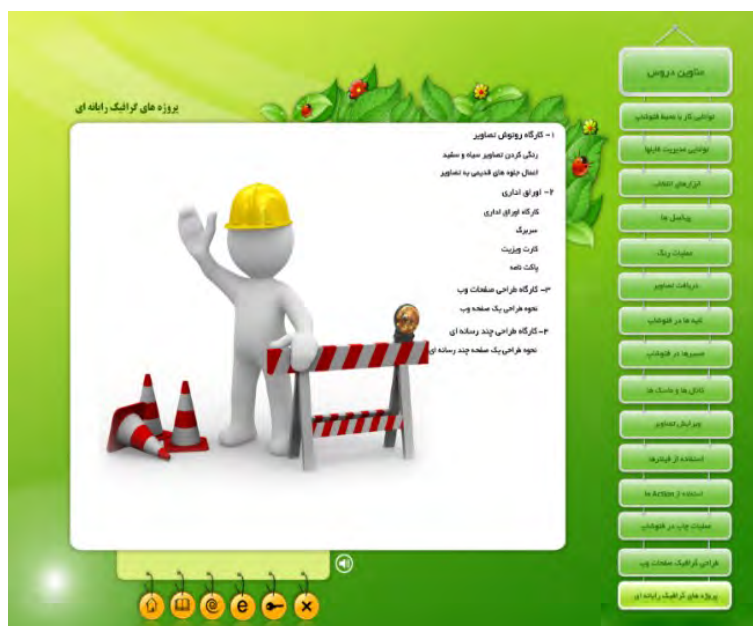 پروژه های گرافیک رایانه ای
۱- کارگاه روتوش تصاویر
رنگی کردن تصاویر سیاه و سفید
اعمال جلوه های قدیمی به تصاویر
۲- اوراق اداری
کارگاه اوراق اداری
سربرگ
کارت ویزیت
پاکت نامه
۳- کارگاه طراحی صفحات وب
نحوه طراحی یک صفحه وب
۴- کارگاه طراحی چند رسانه ای
نحوه طراحی یک صفحه چند رسانه ای
عناوین دروس
توانایی کار با محیط فتوشاپ
توانایی مدیریت فایلها
ابزارهای انتخاب
پیکسل ها
عملیات رنگ
دریافت تصاویر
لایه ها در فتوشاپ
مسیرها در فتوشاپ
کانال ها و ماسک ها
ویرایش تصاویر
استفاده از فیلترها
استفاده از Action ها
عملیات چاپ در فتوشاپ
طراحی گرافیک صفحات وب
پروژه های گرافیک رایانه ای